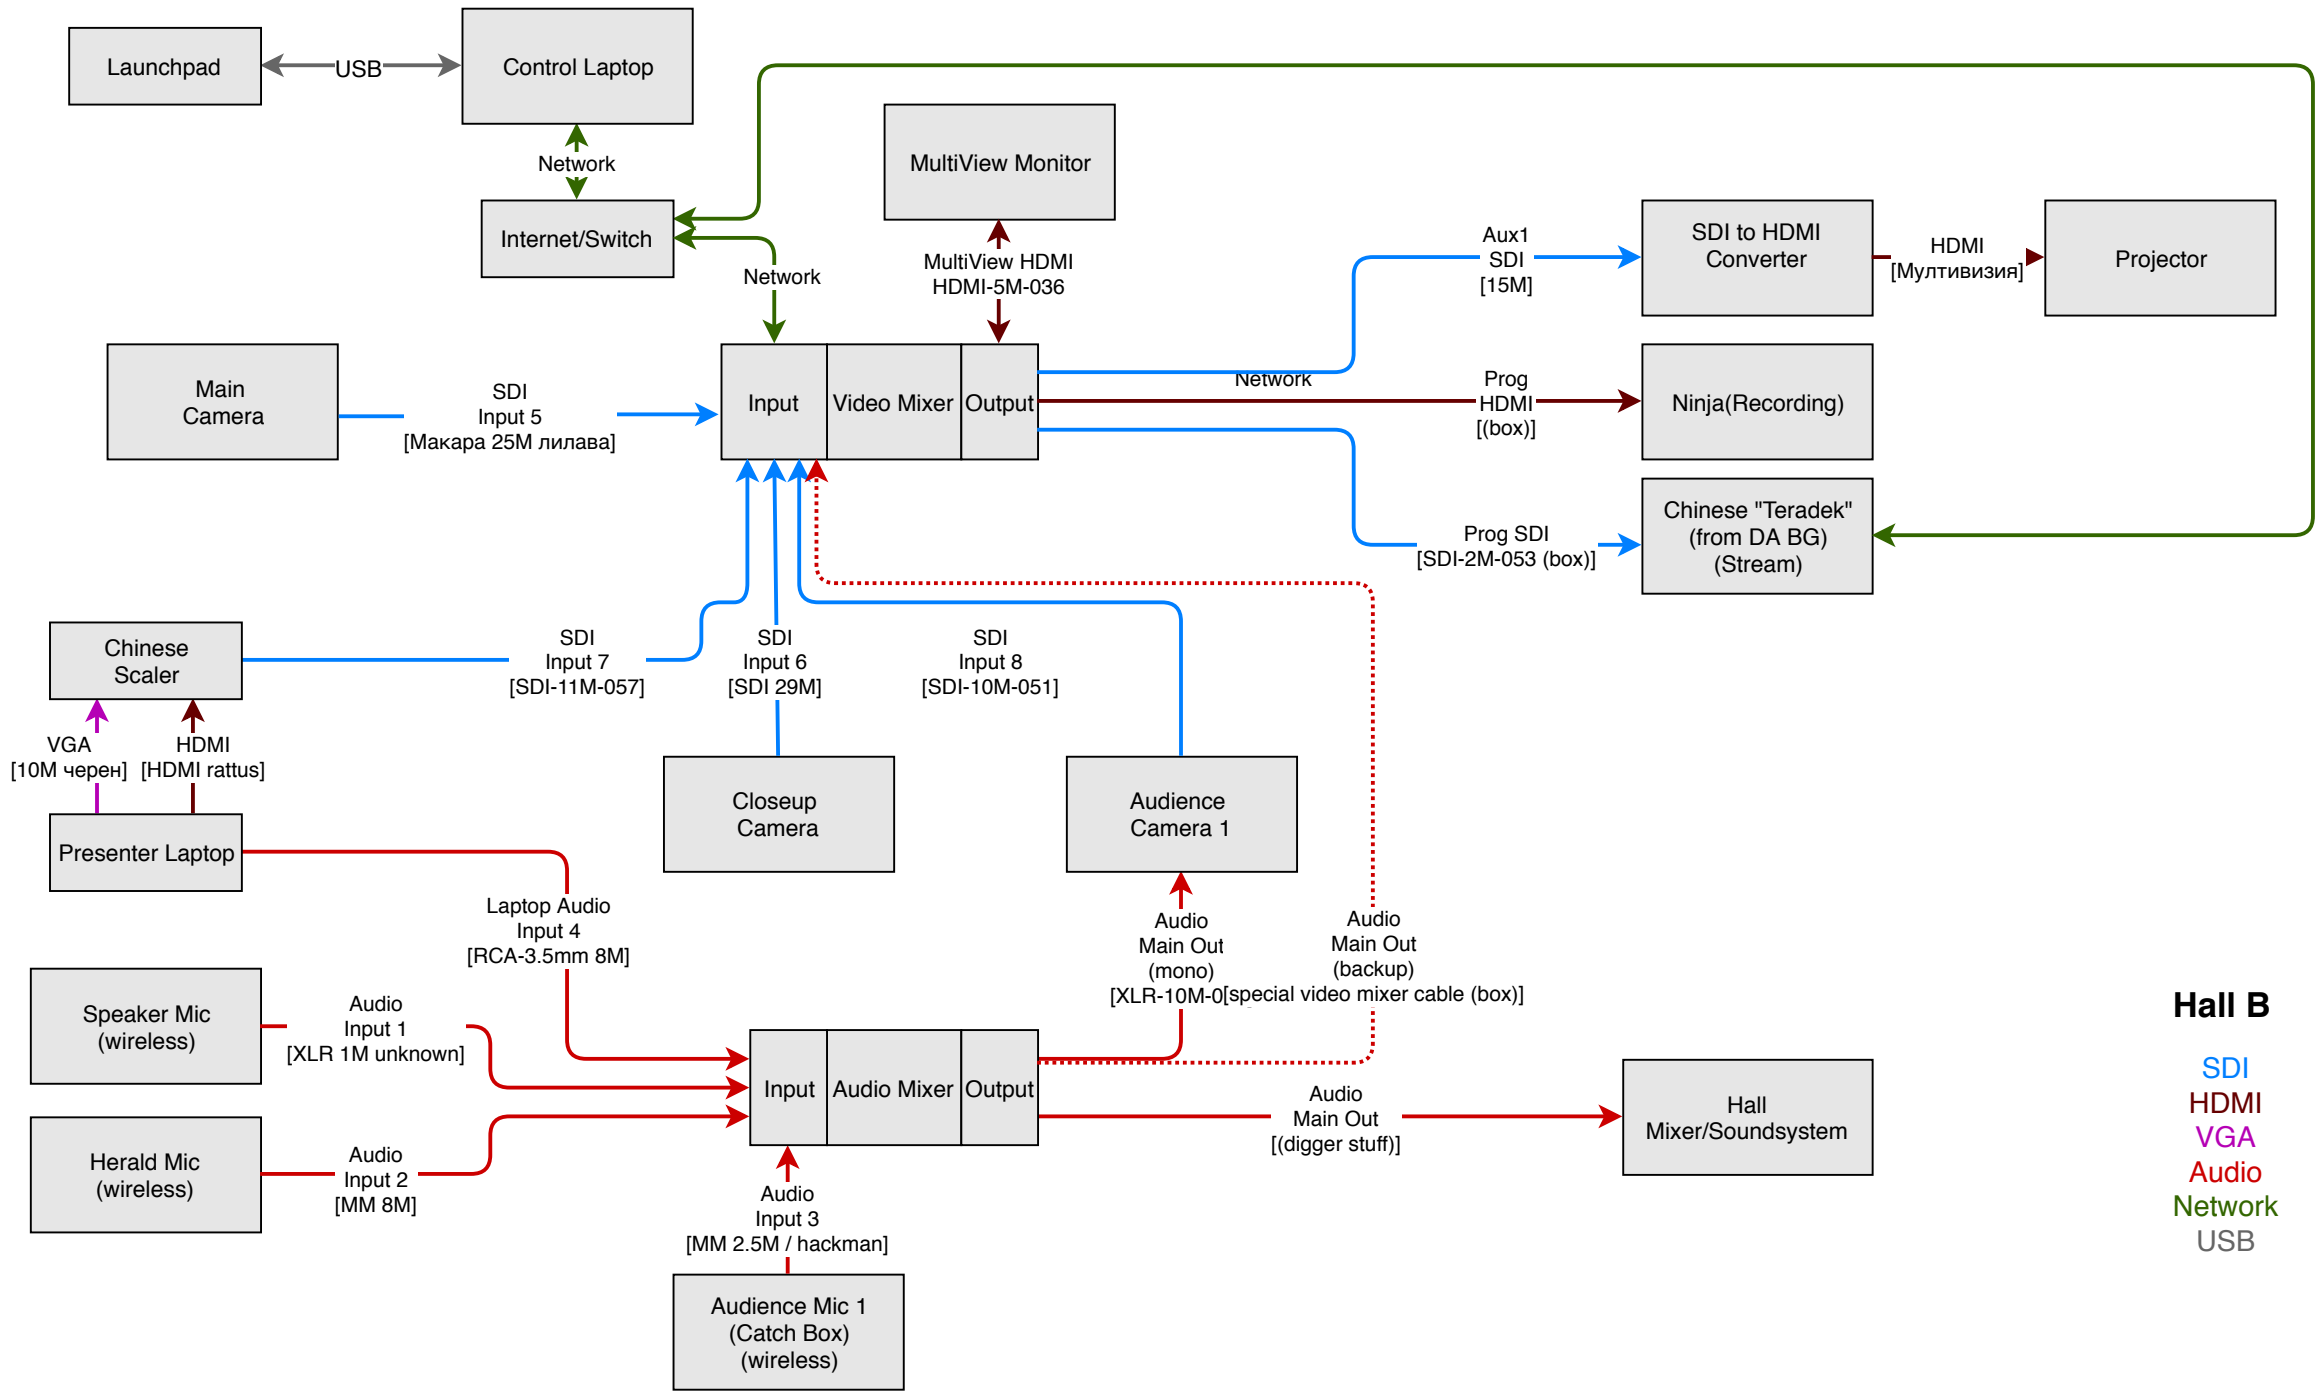 Launchpad
USB
Control Laptop
Network
Internet/Switch
Network
MultiView Monitor
MultiView HDMI
HDMI-5M-036
Aux1
SDI
[15M]
SDI to HDMI
Converter
HDMI
[Мултивизия]
Projector
Main
Camera
SDI
Input 5
[Макара 25М лилава]
Input
Video Mixer
Output
Network
Prog
HDMI
[(box)]
Ninja(Recording)
Prog SDI
[SDI-2M-053 (box)]
Chinese "Teradek"
(from DA BG)
(Stream)
Chinese
Scaler
SDI
Input 7
[SDI-11M-057]
SDI
Input 6
[SDI 29M]
SDI
Input 8
[SDI-10M-051]
VGA
[10М черен]
HDMI
[HDMI rattus]
Presenter Laptop
Closeup
Camera
Audience
Camera 1
Laptop Audio
Input 4
[RCA-3.5mm 8M]
Audio
Main Out
(mono)
[XLR-10M-0
Audio
Main Out
(backup)
[special video mixer cable (box)]
Speaker Mic
(wireless)
Audio
Input 1
[XLR 1M unknown]
Herald Mic
(wireless)
Audio
Input 2
[MM 8M]
Input
Audio Mixer
Output
Audio
Main Out
[(digger stuff)]
Hall
Mixer/Soundsystem
Audio
Input 3
[MM 2.5M / hackman]
Audience Mic 1
(Catch Box)
(wireless)
Hall B
SDI
HDMI
VGA
Audio
Network
USB